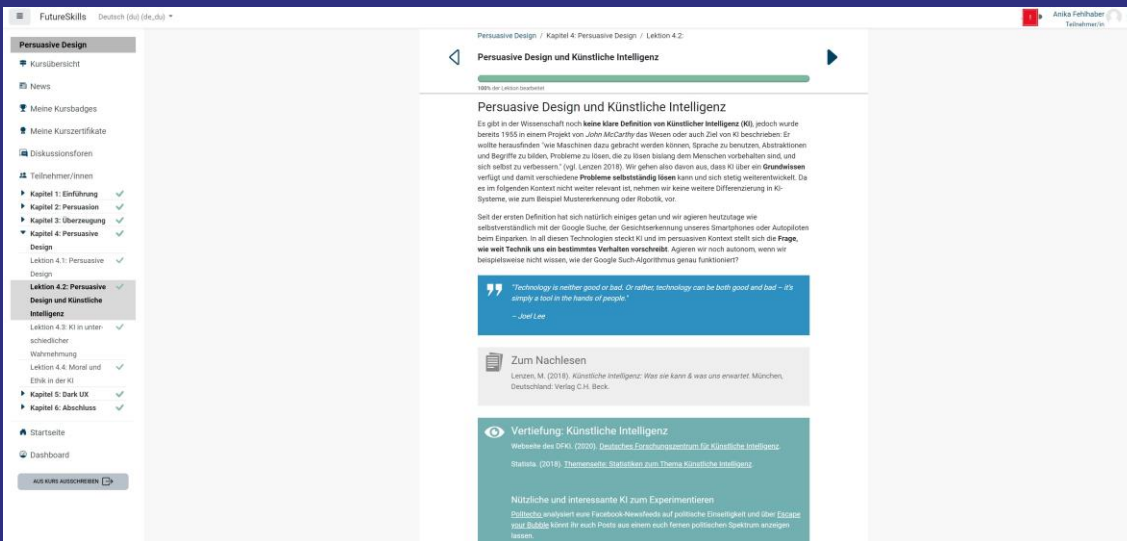 FutureSkills Deutsch (du) (de_du)
Anika Fehlhaber
Teilnehmer/in
Persuasive Design
Kursübersicht
News
Meine Kursbadges
Meine Kurszertifikate
Diskussionsforen
Teilnehmer/innen
Kapitel 1: Einführung
Kapitel 2: Persuasion
Kapitel 3: Überzeugung
Kapitel 4: Persuasive
Design
Lektion 4.1: Persuasive
Design
Lektion 4.2: Persuasive
Design und Künstliche
Intelligenz
Lektion 4.3: KI in unter-
schiedlicher
Wahrnehmung
Lektion 4.4: Moral und
Ethik in der KI
Kapitel 5: Dark UX
Kapitel 6: Abschluss
Startseite
Dashboard
AUS KURS AUSSCHREIBEN
Persuasive Design / Kapitel 4: Persuasive Design / Lektion 4.2:
Persuasive Design und Künstliche Intelligenz
100% der Lektion bearbeitet
Persuasive Design und Künstliche Intelligenz
Es gibt in der Wissenschaft noch keine klare Definition von Künstlicher Intelligenz (KI), jedoch wurde
bereits 1955 in einem Projekt von John McCarthy das Wesen oder auch Ziel von KI beschrieben: Er
wollte herausfinden "wie Maschinen dazu gebracht werden können, Sprache zu benutzen, Abstraktionen
und Begriffe zu bilden, Probleme zu lösen, die zu lösen bislang dem Menschen vorbehalten sind, und
sich selbst zu verbessern." (vgl. Lenzen 2018). Wir gehen also davon aus, dass KI über ein Grundwissen
verfügt und damit verschiedene Probleme selbstständig lösen kann und sich stetig weiterentwickelt. Da
es im folgenden Kontext nicht weiter relevant ist, nehmen wir keine weitere Differenzierung in KI-
Systeme, wie zum Beispiel Mustererkennung oder Robotik, vor.
Seit der ersten Definition hat sich natürlich einiges getan und wir agieren heutzutage wie
selbstverständlich mit der Google Suche, der Gesichtserkennung unseres Smartphones oder Autopiloten
beim Einparken. In all diesen Technologien steckt KI und im persuasiven Kontext stellt sich die Frage,
wie weit Technik uns ein bestimmtes Verhalten vorschreibt. Agieren wir noch autonom, wenn wir
beispielsweise nicht wissen, wie der Google Such-Algorithmus genau funktioniert?
"Technology is neither good or bad. Or rather, technology can be both good and bad – it's
simply a tool in the hands of people."
– Joel Lee
Zum Nachlesen
Lenzen, M. (2018). Künstliche Intelligenz: Was sie kann & was uns erwartet. München,
Deutschland: Verlag C.H. Beck.
Vertiefung: Künstliche Intelligenz
Webseite des DFKI. (2020). Deutsches Forschungszentrum für Künstliche Intelligenz.
Statista. (2018). Themenseite: Statistiken zum Thema Künstliche Intelligenz.
Nützliche und interessante KI zum Experimentieren
Politecho analysiert eure Facebook-Newsfeeds auf politische Einseitigkeit und über Escape
your Bubble könnt ihr euch Posts aus einem euch fernen politischen Spektrum anzeigen
lassen.